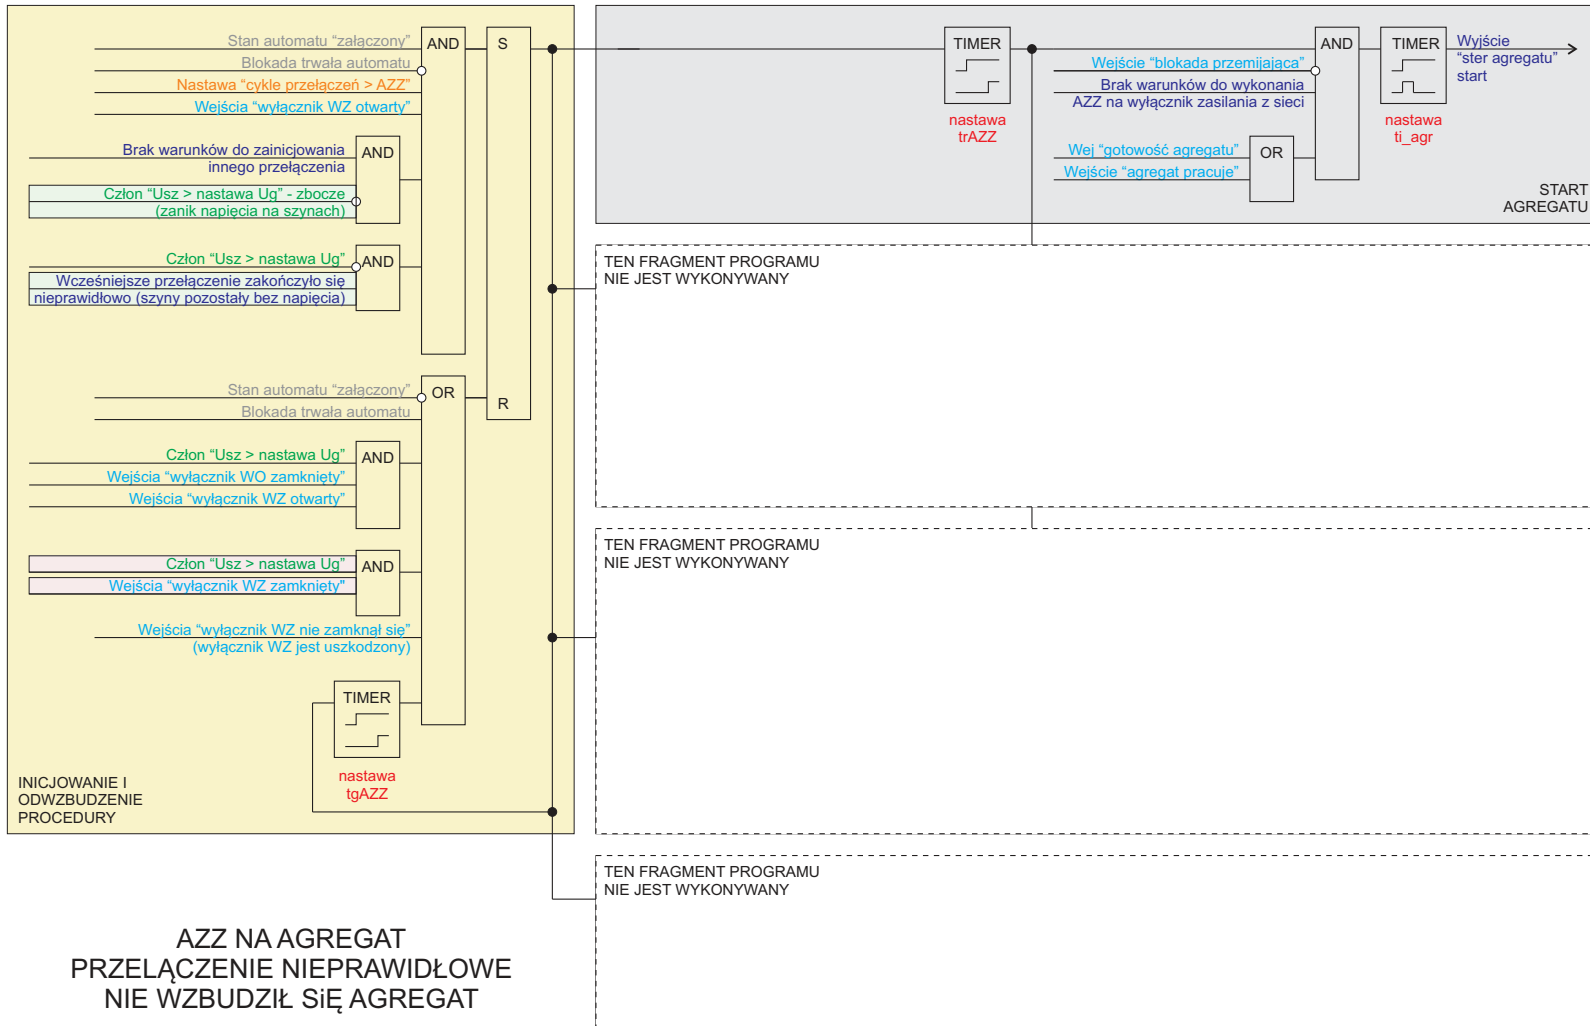 Stan automatu “załączony”
Blokada trwała automatu
Nastawa “cykle przełączeń > AZZ”
Wejścia “wyłącznik WZ otwarty”
AND
S
Brak warunków do zainicjowania
innego przełączenia
AND
Człon “Usz > nastawa Ug” - zbocze
(zanik napięcia na szynach)
Człon “Usz > nastawa Ug”
AND
Wcześniejsze przełączenie zakończyło się
nieprawidłowo (szyny pozostały bez napięcia)
Stan automatu “załączony”
Blokada trwała automatu
OR
R
Człon “Usz > nastawa Ug”
AND
Wejścia “wyłącznik WO zamknięty”
Wejścia “wyłącznik WZ otwarty”
Człon “Usz > nastawa Ug”
AND
Wejścia “wyłącznik WZ zamknięty"
Wejścia “wyłącznik WZ nie zamknął się”
(wyłącznik WZ jest uszkodzony)
TIMER
nastawa
tgAZZ
INICJOWANIE I
ODWZBUDZENIE
PROCEDURY
TIMER
nastawa
trAZZ
Wejście “blokada przemijająca”
Brak warunków do wykonania
AZZ na wyłącznik zasilania z sieci
AND
Wej “gotowość agregatu”
Wejście “agregat pracuje”
OR
TIMER
nastawa
ti_agr
Wyjście
“ster agregatu”
start
START
AGREGATU
TEN FRAGMENT PROGRAMU
NIE JEST WYKONYWANY
TEN FRAGMENT PROGRAMU
NIE JEST WYKONYWANY
TEN FRAGMENT PROGRAMU
NIE JEST WYKONYWANY
AZZ NA AGREGAT
PRZELĄCZENIE NIEPRAWIDŁOWE
NIE WZBUDZIŁ SiĘ AGREGAT